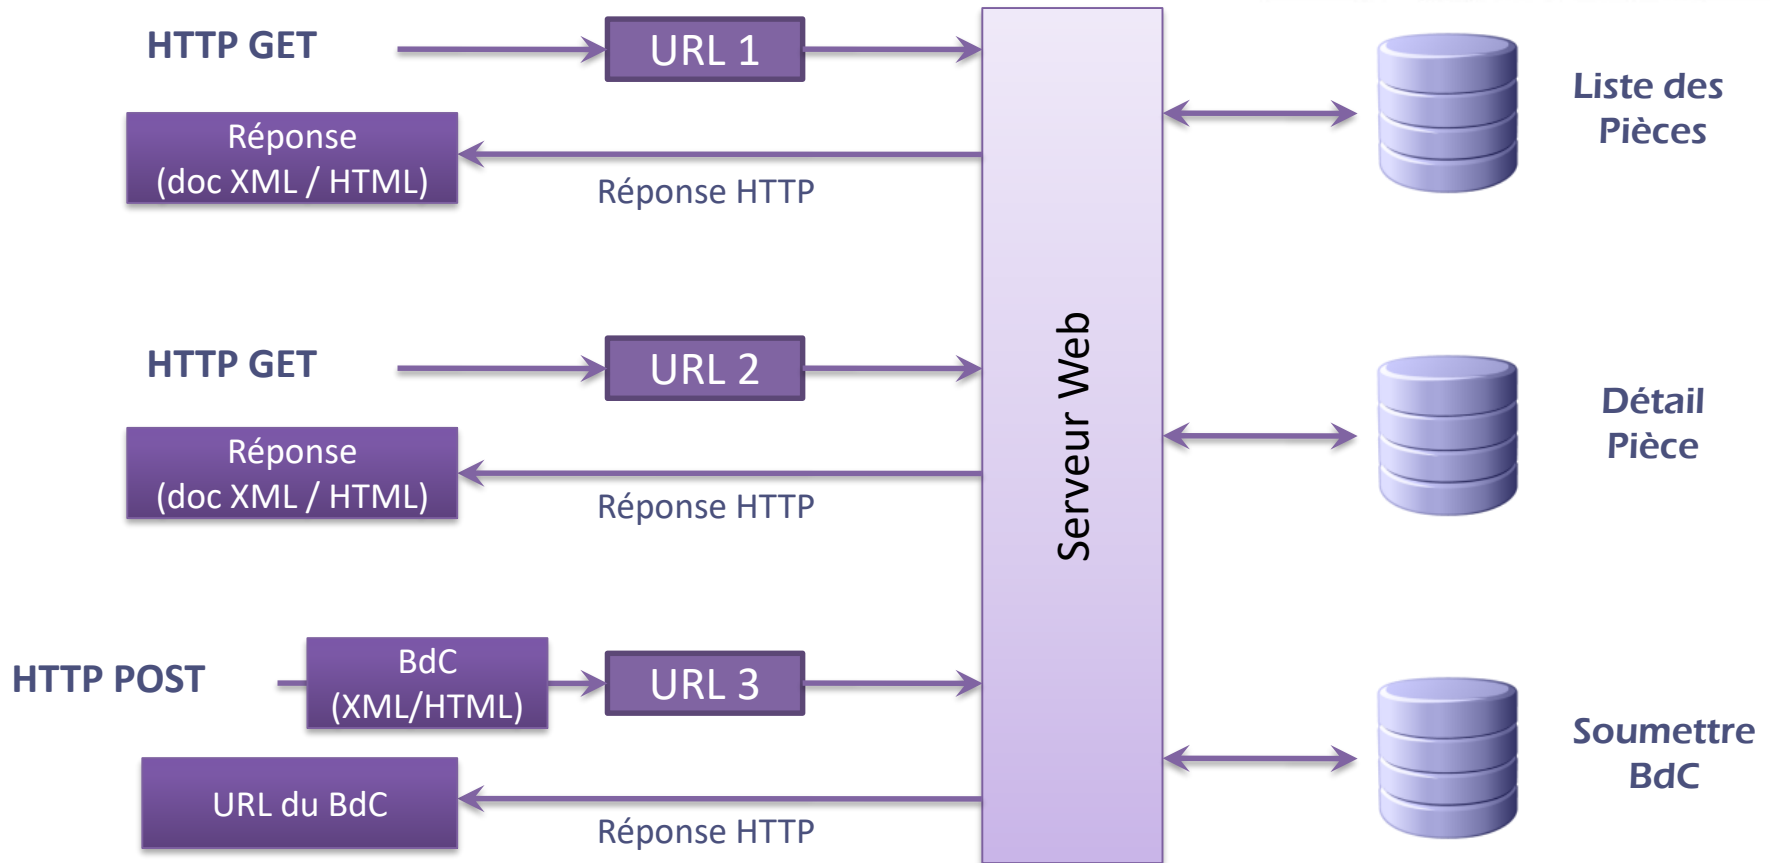 HTTP GET
URL 1
Réponse
(doc XML / HTML)
Réponse HTTP
Liste des
Pièces
HTTP GET
URL 2
Réponse
(doc XML / HTML)
Réponse HTTP
Serveur Web
Détail
Pièce
HTTP POST
BdC
(XML/HTML)
URL 3
URL du BdC
Réponse HTTP
Soumettre
BdC